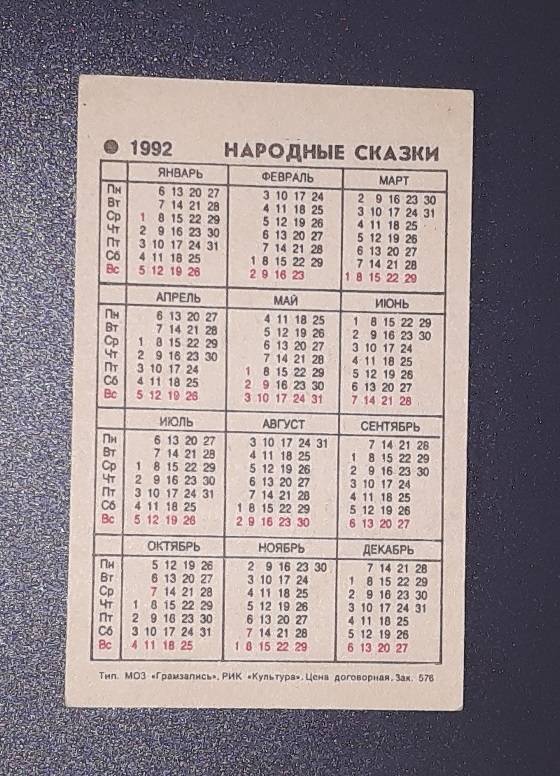 1992 НАРОДНЫЕ СКАЗКИ
ЯНВАРЬ ФЕВРАЛЬ МАРТ
Пн 6 13 20 27 3 10 17 24 2 9 16 23 30
Вт 7 14 21 28 4 11 18 25 3 10 17 24 31
Ср 1 8 15 22 29 5 12 19 26 4 11 18 25
Чт 2 9 16 23 30 6 13 20 27 5 12 19 26
Пт 3 10 17 24 31 7 14 21 28 6 13 20 27
Сб 4 11 18 25 1 8 15 22 29 7 14 21 28
Вс 5 12 19 26 2 9 16 23 1 8 15 22 29
АПРЕЛЬ МАЙ ИЮНЬ
Пн 6 13 20 27 4 11 18 25 1 8 15 22 29
Вт 7 14 21 28 5 12 19 26 2 9 16 23 30
Ср 1 8 15 22 29 6 13 20 27 3 10 17 24
Чт 2 9 16 23 30 7 14 21 28 4 11 18 25
Пт 3 10 17 24 1 8 15 22 29 5 12 19 26
Сб 4 11 18 25 2 9 16 23 30 6 13 20 27
Вс 5 12 19 26 3 10 17 24 31 7 14 21 28
ИЮЛЬ АВГУСТ СЕНТЯБРЬ
Пн 6 13 20 27 3 10 17 24 31 7 14 21 28
Вт 7 14 21 28 4 11 18 25 1 8 15 22 29
Ср 1 8 15 22 29 5 12 19 26 2 9 16 23 30
Чт 2 9 16 23 30 6 13 20 27 3 10 17 24
Пт 3 10 17 24 31 7 14 21 28 4 11 18 25
Сб 4 11 18 25 1 8 15 22 29 5 12 19 26
Вс 5 12 19 26 2 9 16 23 30 6 13 20 27
ОКТЯБРЬ НОЯБРЬ ДЕКАБРЬ
Пн 5 12 19 26 2 9 16 23 30 7 14 21 28
Вт 6 13 20 27 3 10 17 24 1 8 15 22 29
Ср 7 14 21 28 4 11 18 25 2 9 16 23 30
Чт 1 8 15 22 29 5 12 19 26 3 10 17 24 31
Пт 2 9 16 23 30 6 13 20 27 4 11 18 25
Сб 3 10 17 24 31 7 14 21 28 5 12 19 26
Вс 4 11 18 25 1 8 15 22 29 6 13 20 27
Тип. МОЗ «Грамзапись», РИК «Культура». Цена договорная. Зак. 576